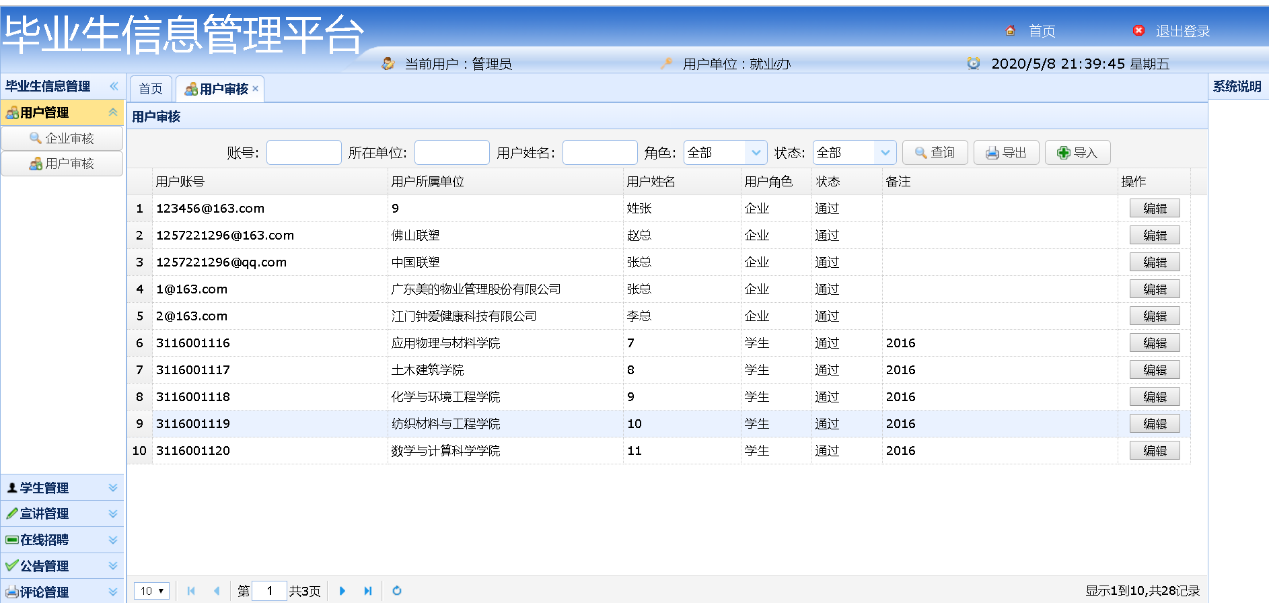 毕业生信息管理平台
首页 退出登录
当前用户：管理员 用户单位：就业办 2020/5/8 21:39:45 星期五
毕业生信息管理 首页 用户审核 系统说明
用户管理 用户审核
企业审核
用户审核
账号: 所在单位: 用户姓名: 角色: 全部 状态: 全部 查询 导出 导入
用户账号 用户所属单位 用户姓名 用户角色 状态 备注 操作
1 123456@163.com 9 姓张 企业 通过 编辑
2 1257221296@163.com 佛山联塑 赵总 企业 通过 编辑
3 1257221296@qq.com 中国联塑 张总 企业 通过 编辑
4 1@163.com 广东美的物业管理股份有限公司 张总 企业 通过 编辑
5 2@163.com 江门钟爱健康科技有限公司 李总 企业 通过 编辑
6 3116001116 应用物理与材料学院 7 学生 通过 2016 编辑
7 3116001117 土木建筑学院 8 学生 通过 2016 编辑
8 3116001118 化学与环境工程学院 9 学生 通过 2016 编辑
9 3116001119 纺织材料与工程学院 10 学生 通过 2016 编辑
10 3116001120 数学与计算科学学院 11 学生 通过 2016 编辑
学生管理
宣讲管理
在线招聘
公告管理
评论管理
10 第 1 共3页 显示1到10,共28记录